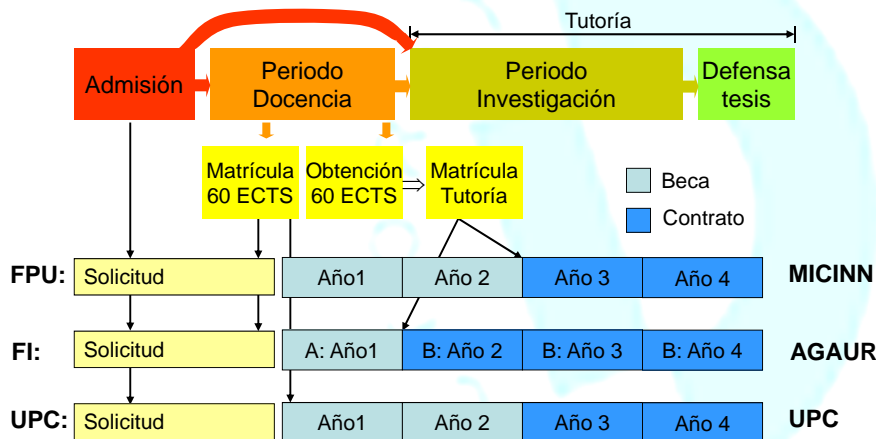 Tutoría
Admisión
Periodo
Docencia
Periodo
Investigación
Defensa
tesis
Matrícula
60 ECTS
Obtención
60 ECTS
Matrícula
Tutoría
Beca
Contrato
FPU: Solicitud Año1 Año 2 Año 3 Año 4 MICINN
FI: Solicitud A: Año1 B: Año 2 B: Año 3 B: Año 4 AGAUR
UPC: Solicitud Año1 Año 2 Año 3 Año 4 UPC